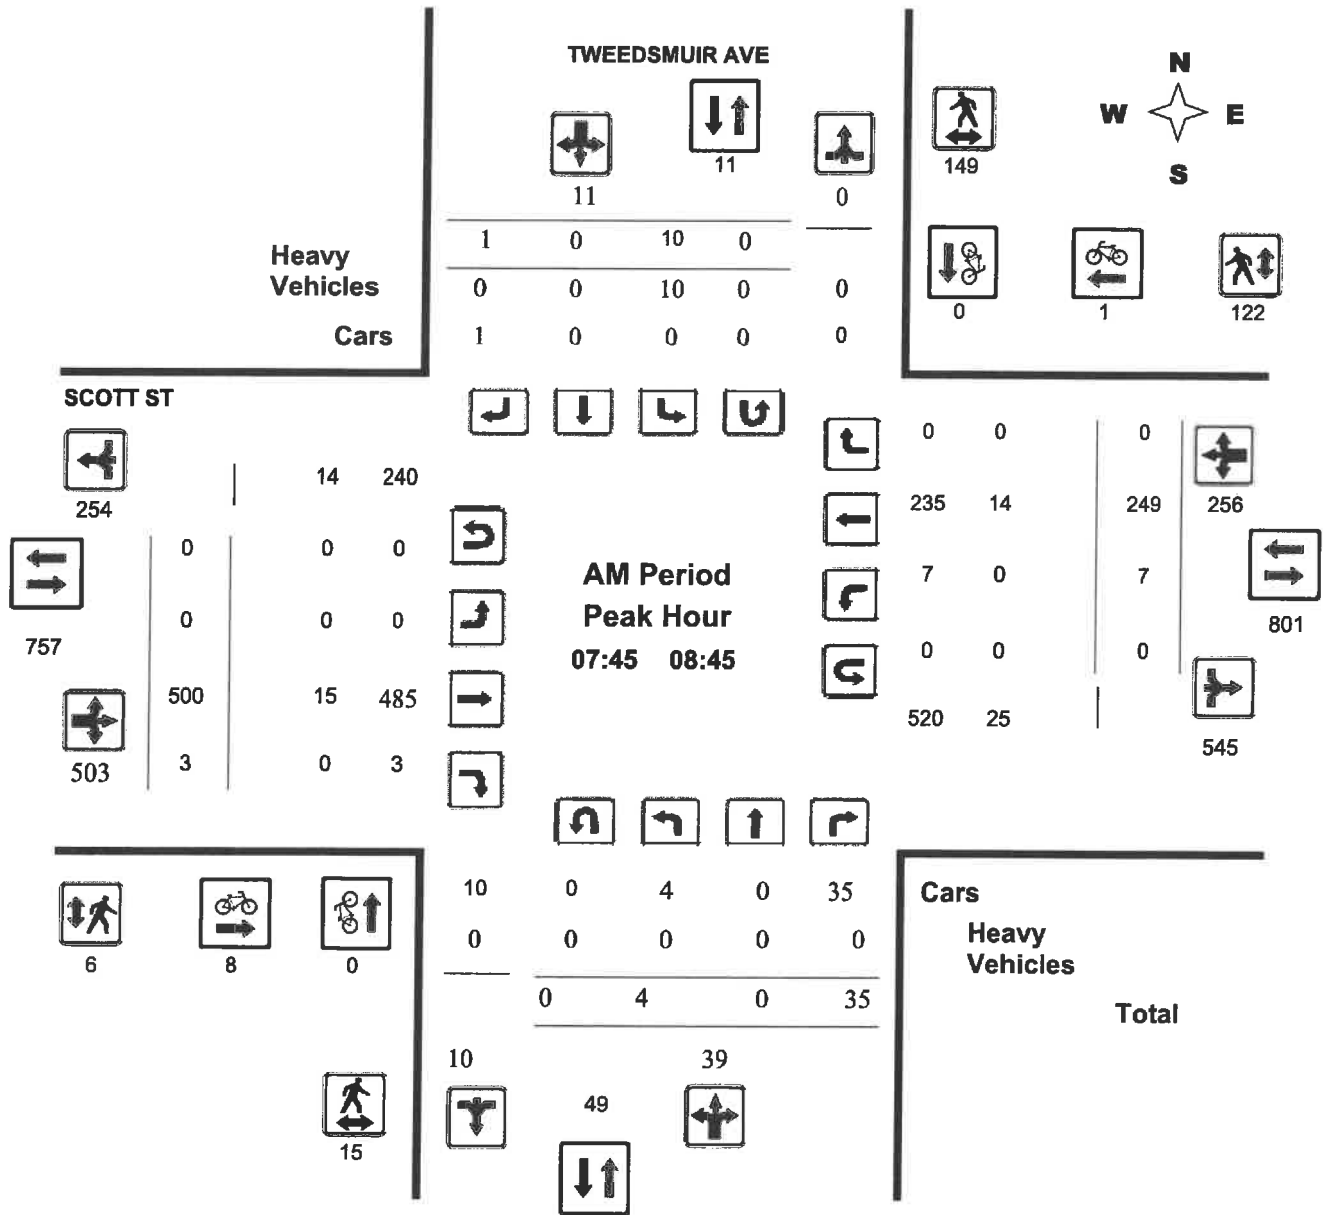 TWEEDSMUIR AVE
N
W E
S
11
149
11 0
1 0 10 0
Heavy
Vehicles
0 0 10 0 0
Cars
1 0 0 0 0
0 1 122
SCOTT ST
254
14 240
0 0 0
0 0 0
757
500 15 485
503
3 0 3
0 0 0
235 14 249 256
7 0 7
801
0 0 0
520 25
545
AM Period
Peak Hour
07:45 08:45
10 0 4 0 35
Cars
0 0 0 0 0
Heavy
Vehicles
6 8 0
0 4 0 35
Total
10 39
49
15